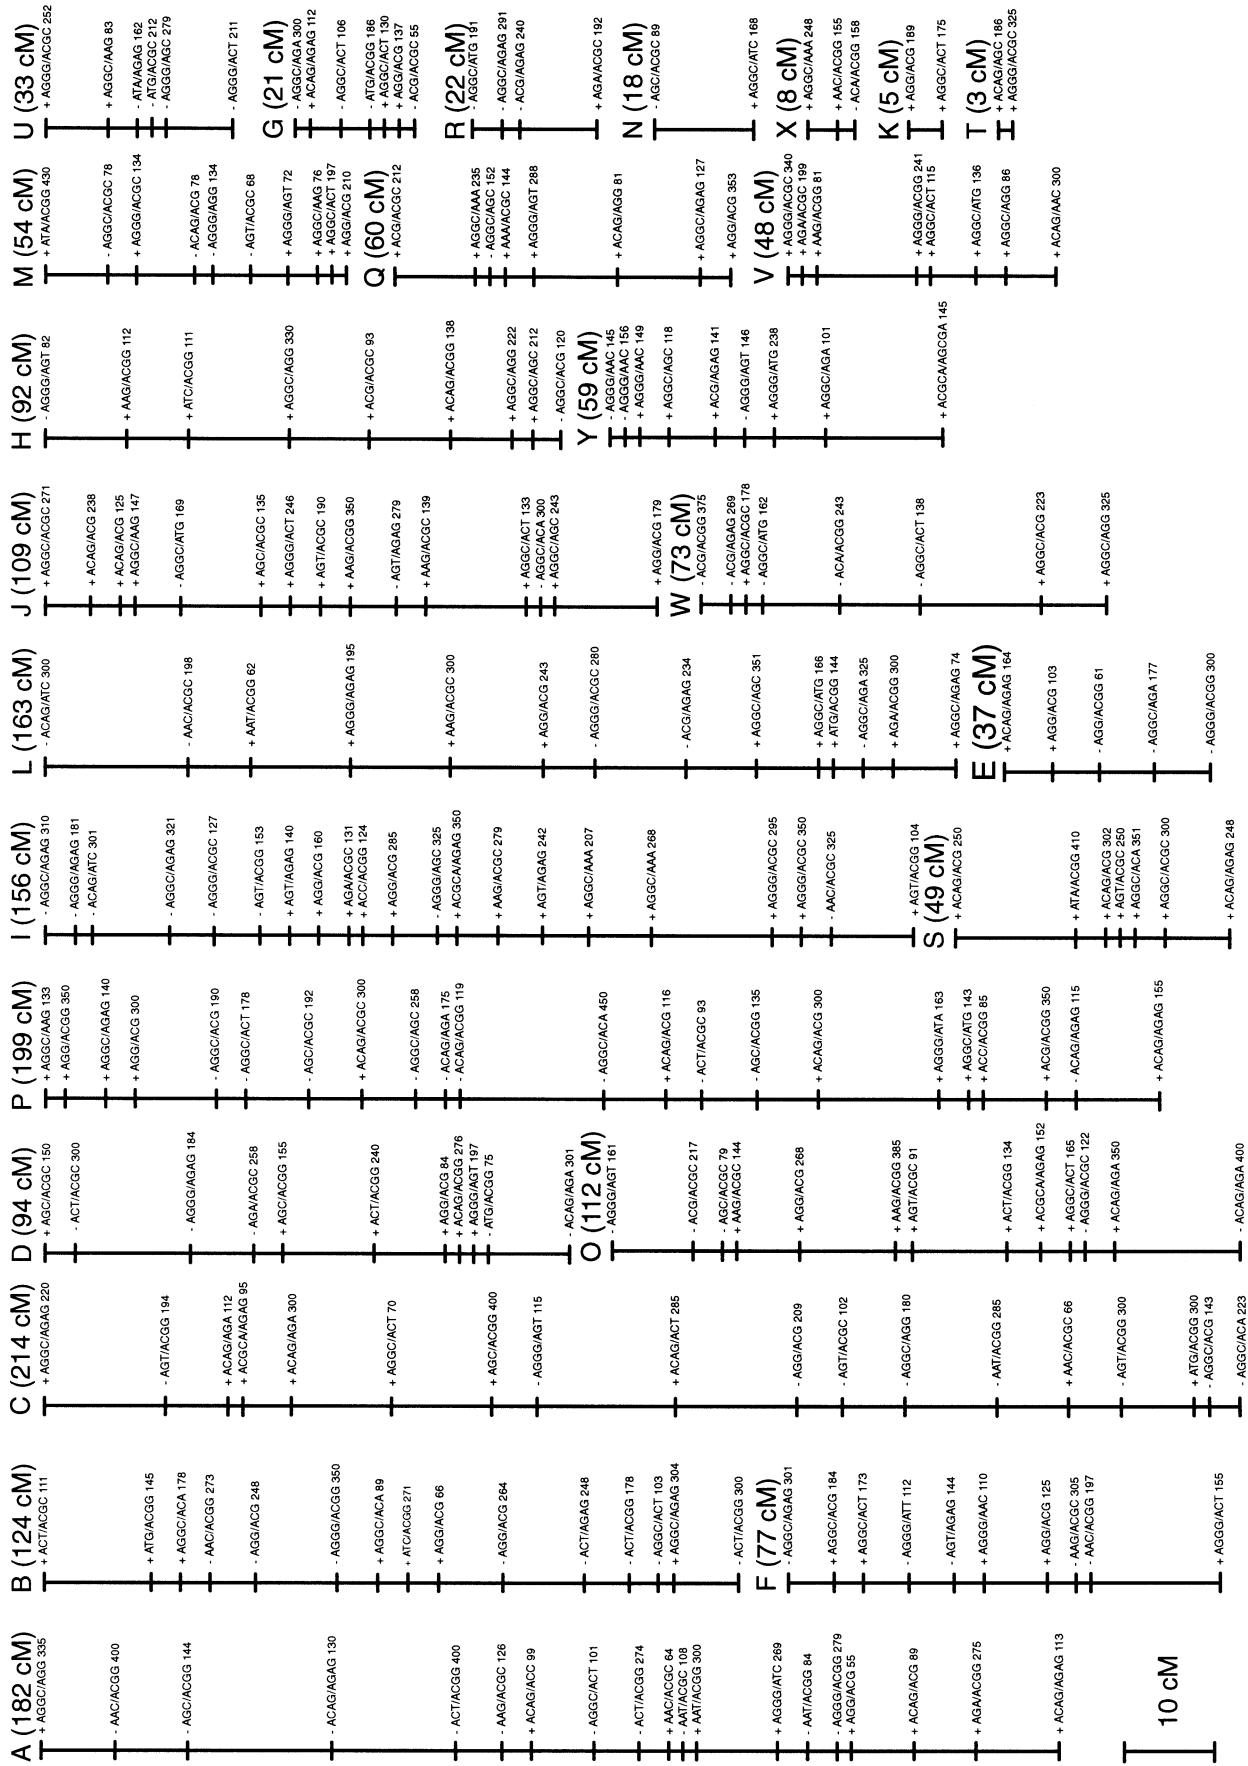 A (182 cM)
+ AGGC/AGG 335
- AAC/ACGG 400
- AGC/ACGG 144
- ACAG/AGAG 130
- ACT/ACGG 400
- AAG/ACGC 126
+ ACAG/ACC 99
- AGGC/ACT 101
- ACT/ACGG 274
+ AAC/ACGC 64
- AAT/ACGC 108
+ AAT/ACGG 300
+ AGGG/ATC 269
- AAT/ACGG 84
- AGGG/ACGG 279
+ AGG/ACG 55
+ ACAG/ACG 89
+ AGA/ACGG 275
+ ACAG/AGAG 113
10 cM
B (124 cM)
+ ACT/ACGC 111
+ ATG/ACGG 145
+ AGGC/ACA 178
- AAC/ACGG 273
- AGG/ACG 248
- AGGG/ACGG 350
+ AGGC/ACA 89
+ ATC/ACGG 271
+ AGG/ACG 66
- AGG/ACG 264
- ACT/AGAG 248
- ACT/ACGG 178
- AGGC/ACT 103
+ AGGC/AGAG 304
- ACT/ACGG 300
F (77 cM)
- AGGC/AGAG 301
+ AGGC/ACG 184
+ AGGC/ACT 173
- AGGG/ATT 112
- AGT/AGAG 144
+ AGGG/AAC 110
+ AGG/ACG 125
- AAG/ACGC 305
- AAC/ACGG 197
+ AGGG/ACT 155
C (214 cM)
+ AGGC/AGAG 220
- AGT/ACGG 194
+ ACAG/AGA 112
+ ACGCA/AGAG 95
+ ACAG/AGA 300
+ AGGC/ACT 70
+ AGC/ACGG 400
- AGGG/AGT 115
+ ACAG/ACT 285
- AGG/ACG 209
- AGT/ACGC 102
- AGGC/AGG 180
- AAT/ACGG 285
+ AAC/ACGC 66
- AGT/ACGG 300
+ ATG/ACGG 300
- AGGC/ACG 143
- AGGC/ACA 223
D (94 cM)
+ AGC/ACGC 150
- ACT/ACGC 300
- AGGG/AGAG 184
- AGA/ACGC 258
+ AGC/ACGG 155
+ ACT/ACGG 240
+ AGG/ACG 84
+ ACAG/ACGG 276
+ AGGG/AGT 197
- ATG/ACGG 75
- ACAG/AGA 301
O (112 cM)
- AGGG/AGT 161
- ACG/ACGC 217
- AGC/ACGC 79
+ AAG/ACGC 144
+ AGG/ACG 268
+ AAG/ACGG 385
+ AGT/ACGC 91
+ ACT/ACGG 134
+ ACGCA/AGAG 152
+ AGGC/ACT 165
- AGGG/ACGC 122
+ ACAG/AGA 350
- ACAG/AGA 400
P (199 cM)
+ AGGC/AAG 133
+ AGG/ACGG 350
+ AGGC/AGAG 140
+ AGG/ACG 300
- AGGC/ACG 190
- AGGC/ACT 178
- AGC/ACGC 192
+ ACAG/ACGC 300
- AGGC/AGC 258
- ACAG/AGA 175
- ACAG/ACGG 119
- AGGC/ACA 450
+ ACAG/ACG 116
- ACT/ACGC 93
- AGC/ACGG 135
+ ACAG/ACG 300
+ AGGG/ATA 163
+ AGGC/ATG 143
+ ACC/ACGG 85
+ ACG/ACGG 350
- ACAG/AGAG 115
+ ACAG/AGAG 155
I (156 cM)
- AGGC/AGAG 310
- AGGG/AGAG 181
- ACAG/ATC 301
- AGGC/AGAG 321
- AGGG/ACGC 127
- AGT/ACGG 153
+ AGT/AGAG 140
+ AGG/ACG 160
+ AGA/ACGC 131
+ ACC/ACGG 124
+ AGG/ACG 285
- AGGG/AGC 325
+ ACGCA/AGAG 350
+ AAG/ACGC 279
+ AGT/AGAG 242
+ AGGC/AAA 207
+ AGGC/AAA 268
+ AGGG/ACGC 295
+ AGGG/ACGC 350
- AAC/ACGC 325
+ AGT/ACGG 104
S (49 cM)
+ ACAG/ACG 250
+ ATA/ACGG 410
+ ACAG/ACG 302
+ AGT/ACGC 250
+ AGGC/ACA 351
+ AGGC/ACGC 300
+ ACAG/AGAG 248
L (163 cM)
- ACAG/ATC 300
- AAC/ACGC 198
+ AAT/ACGG 62
+ AGGG/AGAG 195
+ AAG/ACGC 300
+ AGG/ACG 243
- AGGG/ACGC 280
- ACG/AGAG 234
+ AGGC/AGC 351
+ AGGC/ATG 166
+ ATG/ACGG 144
- AGGC/AGA 325
+ AGA/ACGG 300
+ AGGC/AGAG 74
E (37 cM)
+ ACAG/AGAG 164
+ AGG/ACG 103
- AGG/ACGG 61
- AGGC/AGA 177
- AGGG/ACGG 300
J (109 cM)
+ AGGC/ACGC 271
+ ACAG/ACG 238
+ ACAG/ACG 125
+ AGGC/AAG 147
- AGGC/ATG 169
+ AGC/ACGC 135
+ AGGG/ACT 246
+ AGT/ACGC 190
+ AAG/ACGG 350
- AGT/AGAG 279
+ AAG/ACGC 139
+ AGGC/ACT 133
- AGGC/ACA 300
+ AGGC/AGC 243
+ AGG/ACG 179
W (73 cM)
- ACG/ACGG 375
- ACG/AGAG 269
+ AGGC/ACGC 178
- AGGC/ATG 162
- ACA/ACGG 243
- AGGC/ACT 138
+ AGGC/ACG 223
+ AGGC/AGG 325
H (92 cM)
- AGGG/AGT 82
+ AAG/ACGG 112
+ ATC/ACGG 111
+ AGGC/AGG 330
+ ACG/ACGC 93
+ ACAG/ACGG 138
+ AGGC/AGG 222
+ AGGC/AGC 212
- AGGC/ACG 120
Y (59 cM)
- AGGG/AAC 145
- AGGG/AAC 156
+ AGGG/AAC 149
+ AGGC/AGC 118
+ ACG/AGAG 141
- AGGG/AGT 146
+ AGGG/ATG 238
+ AGGC/AGA 101
+ ACGCA/AGCGA 145
M (54 cM)
+ ATA/ACGG 430
- AGGC/ACGC 78
+ AGGG/ACGC 134
- ACAG/ACG 78
- AGGG/AGG 134
- AGT/ACGC 68
+ AGGG/AGT 72
+ AGGC/AAG 76
+ AGGC/ACT 197
+ AGG/ACG 210
Q (60 cM)
+ ACG/ACGC 212
+ AGGC/AAA 235
- AGGC/AGC 152
+ AAA/ACGC 144
+ AGGG/AGT 288
+ ACAG/AGG 81
+ AGGC/AGAG 127
- AGG/ACG 353
V (48 cM)
+ AGGG/ACGC 340
+ AGA/ACGC 199
+ AAG/ACGG 81
+ AGGG/ACGG 241
+ AGGC/ACT 115
+ AGGC/ATG 136
+ AGGC/AGG 86
+ ACAG/AAC 300
U (33 cM)
+ AGGG/ACGC 252
+ AGGC/AAG 83
+ ATA/AGAG 162
- ATG/ACGC 212
- AGGG/AGC 279
- AGGG/ACT 211
G (21 cM)
- AGGC/AGA 300
+ ACAG/AGAG 112
- AGGC/ACT 106
- ATG/ACGG 186
+ AGGC/ACT 130
+ AGG/ACG 137
- ACG/ACGC 55
R (22 cM)
- AGGC/ATG 191
- AGGC/AGAG 291
- ACG/AGAG 240
+ AGA/ACGC 192
N (18 cM)
- AGC/ACGC 89
+ AGGC/ATC 168
X (8 cM)
+ AGGC/AAA 248
+ AAC/ACGG 155
- ACA/ACGG 158
K (5 cM)
+ AGG/ACG 189
+ AGGC/ACT 175
T (3 cM)
+ ACAG/AGC 186
+ AGGG/ACGC 325